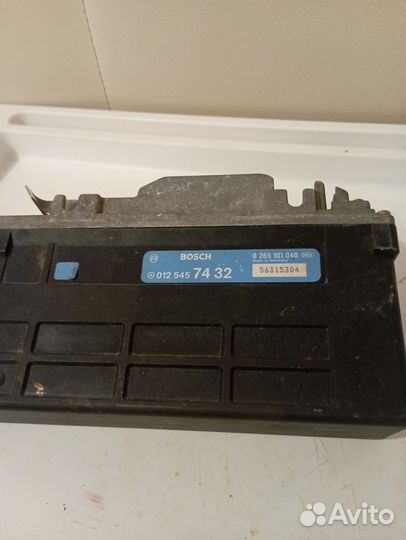 BOSCH 0 265 101 040
Made in Germany
012 545 74 32 56315304
Avito